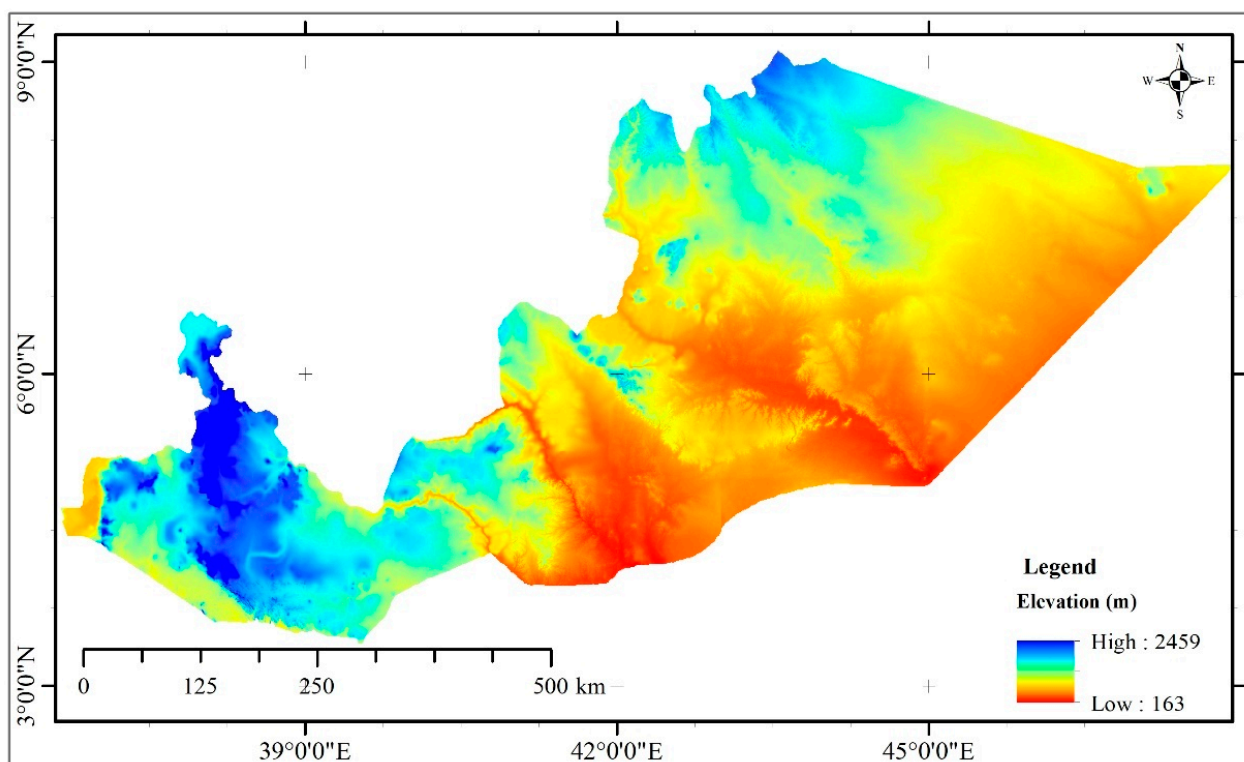 9°0'0"N
6°0'0"N
3°0'0"N
N
W E
S
Legend
Elevation (m)
High : 2459
Low : 163
0 125 250 500 km
39°0'0"E 42°0'0"E 45°0'0"E